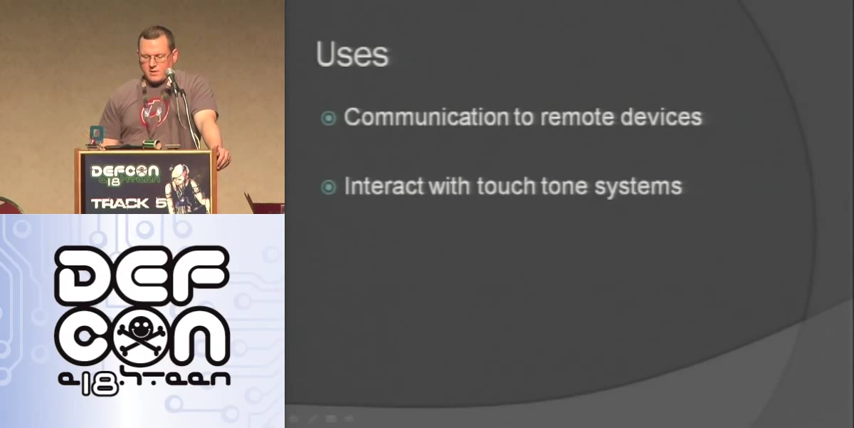 DEFCON
18
TRACK 5
Uses
Communication to remote devices
Interact with touch tone systems
DEF
CON
e18hteen